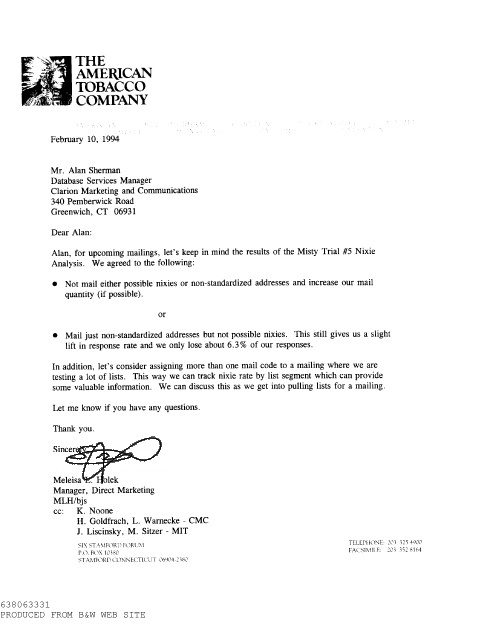 THE
AMERICAN
TOBACCO
COMPANY
February 10, 1994
Mr. Alan Sherman
Database Services Manager
Clarion Marketing and Communications
340 Pemberwick Road
Greenwich, CT 06931
Dear Alan:
Alan, for upcoming mailings, let's keep in mind the results of the Misty Trial #5 Nixie
Analysis. We agreed to the following:
● Not mail either possible nixies or non-standardized addresses and increase our mail
quantity (if possible).
or
● Mail just non-standardized addresses but not possible nixies. This still gives us a slight
lift in response rate and we only lose about 6.3% of our responses.
In addition, let's consider assigning more than one mail code to a mailing where we are
testing a lot of lists. This way we can track nixie rate by list segment which can provide
some valuable information. We can discuss this as we get into pulling lists for a mailing.
Let me know if you have any questions.
Thank you.
Sincerely,
Meleisa L. Holek
Manager, Direct Marketing
MLH/bjs
cc: K. Noone
H. Goldfrach, L. Warnecke - CMC
J. Liscinsky, M. Sitzer - MIT
SIX STAMFORD FORUM
P.O. BOX 10380
STAMFORD CONNECTICUT 06904-2380
TELEPHONE: 203 325-4900
FACSIMILE: 203 352-8164
638063331
PRODUCED FROM B&W WEB SITE